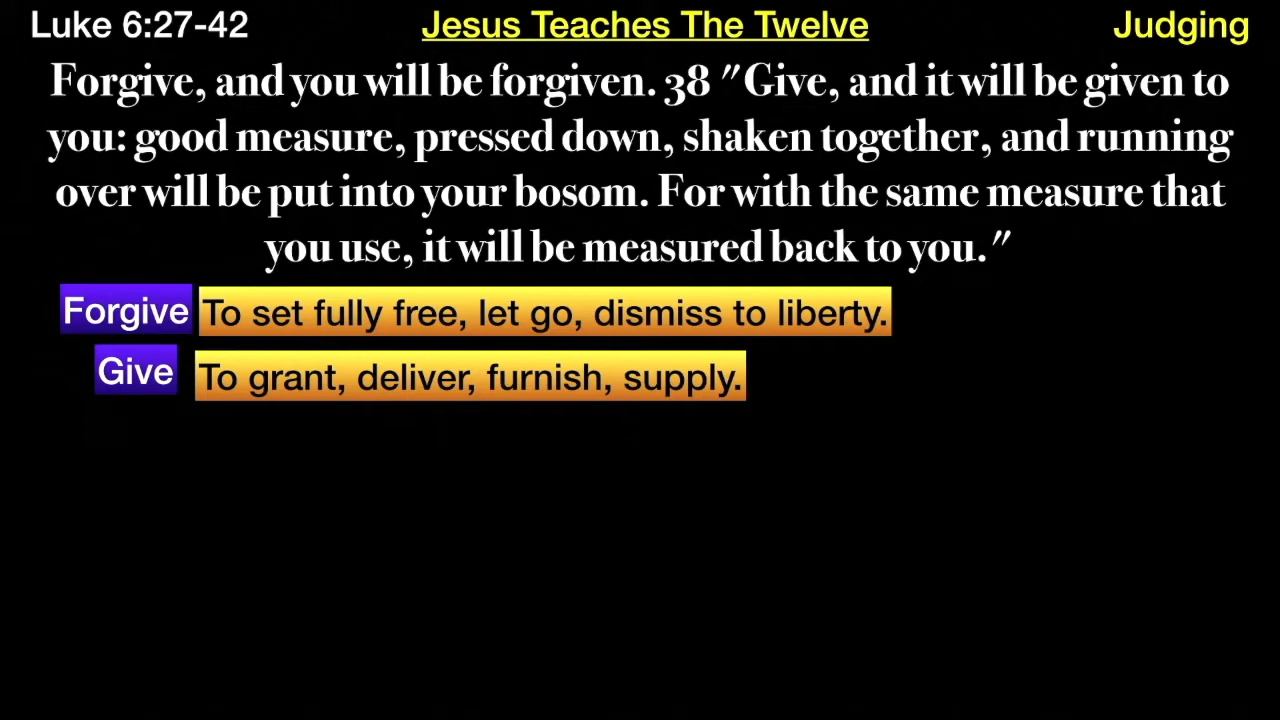 Luke 6:27-42 Jesus Teaches The Twelve Judging
Forgive, and you will be forgiven. 38 "Give, and it will be given to
you: good measure, pressed down, shaken together, and running
over will be put into your bosom. For with the same measure that
you use, it will be measured back to you."
Forgive To set fully free, let go, dismiss to liberty.
Give To grant, deliver, furnish, supply.